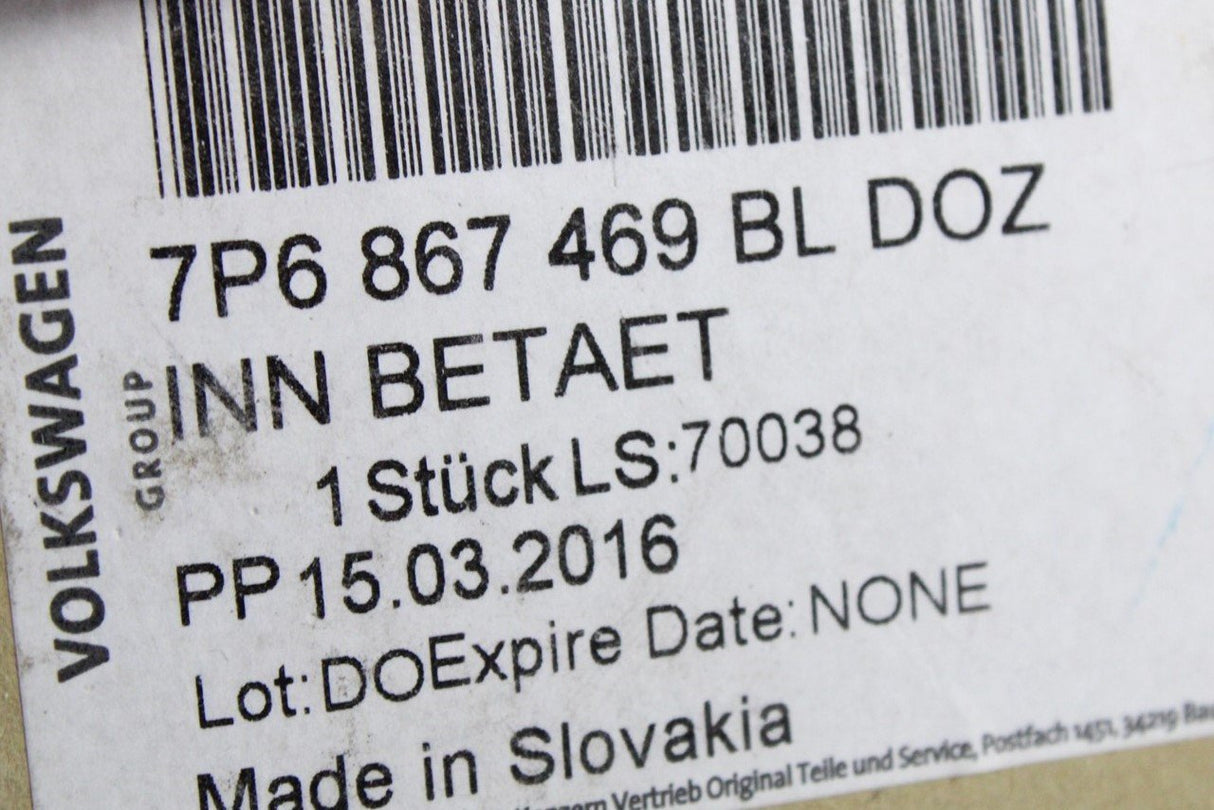 7P6 867 469 BL DOZ
INN BETAET
1 Stück LS:70038
PP 15.03.2016
Lot:DOExpire Date:NONE
Made in Slovakia
Vertrieb Original Teile und Service, Postfach 1451, 34219
VOLKSWAGEN
GROUP